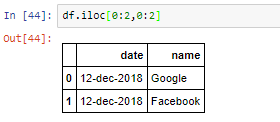 In [44]: df.iloc[0:2,0:2]
Out[44]:
date name
0 12-dec-2018 Google
1 12-dec-2018 Facebook